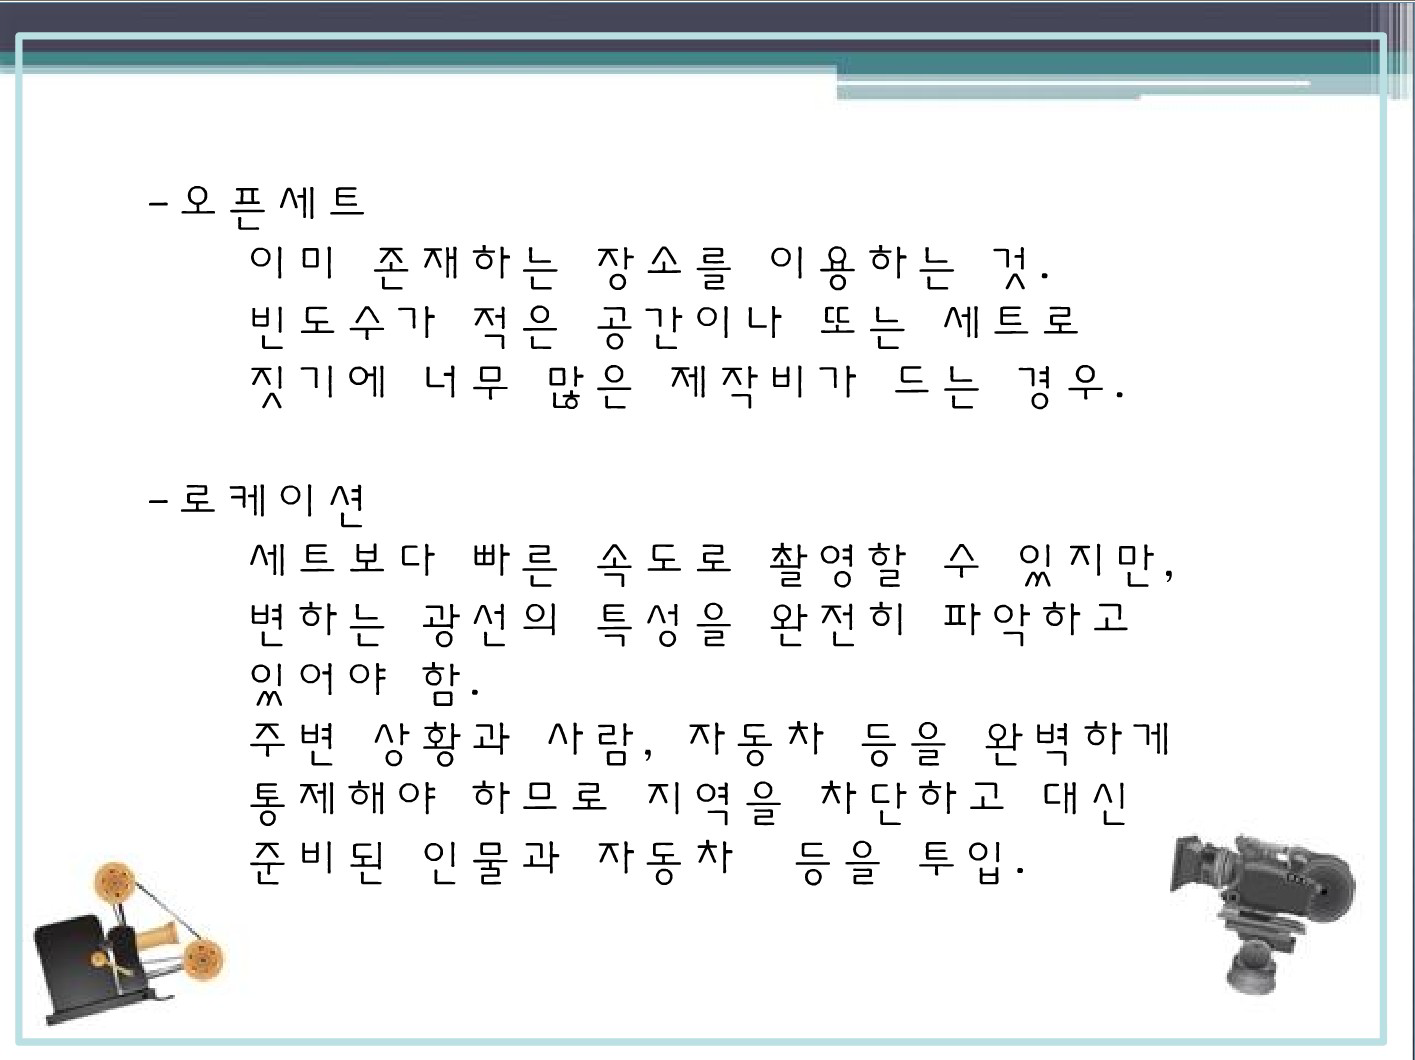 -오픈세트
이미 존재하는 장소를 이용하는 것.
빈도수가 적은 공간이나 또는 세트로
짓기에 너무 많은 제작비가 드는 경우.
-로케이션
세트보다 빠른 속도로 촬영할 수 있지만,
변하는 광선의 특성을 완전히 파악하고
있어야 함.
주변 상황과 사람, 자동차 등을 완벽하게
통제해야 하므로 지역을 차단하고 대신
준비된 인물과 자동차 등을 투입.